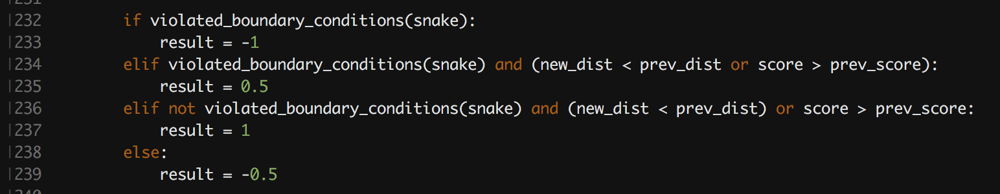 231
232 if violated_boundary_conditions(snake):
233 result = -1
234 elif violated_boundary_conditions(snake) and (new_dist < prev_dist or score > prev_score):
235 result = 0.5
236 elif not violated_boundary_conditions(snake) and (new_dist < prev_dist) or score > prev_score:
237 result = 1
238 else:
239 result = -0.5
240